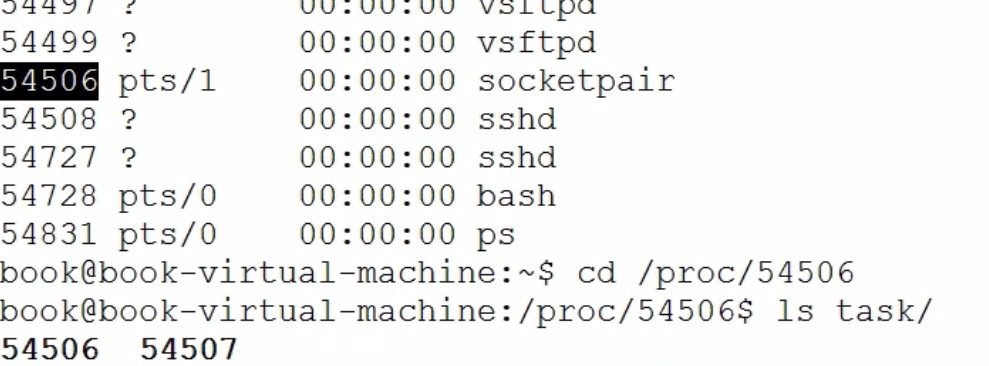 54497 ? 00:00:00 vsftpd
54499 ? 00:00:00 vsftpd
54506 pts/1 00:00:00 socketpair
54508 ? 00:00:00 sshd
54727 ? 00:00:00 sshd
54728 pts/0 00:00:00 bash
54831 pts/0 00:00:00 ps
book@book-virtual-machine:~$ cd /proc/54506
book@book-virtual-machine:/proc/54506$ ls task/
54506 54507